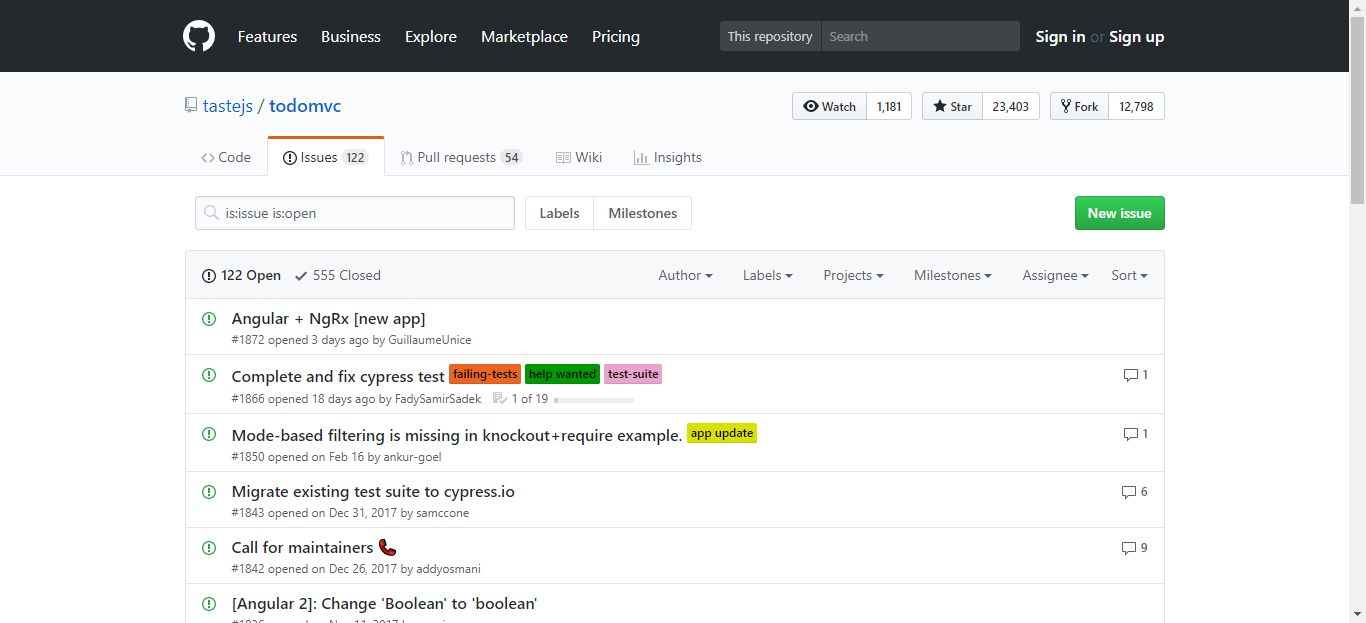 Features Business Explore Marketplace Pricing This repository Search Sign in or Sign up
tastejs / todomvc Watch 1,181 Star 23,403 Fork 12,798
Code Issues 122 Pull requests 54 Wiki Insights
is:issue is:open Labels Milestones New issue
122 Open 555 Closed Author Labels Projects Milestones Assignee Sort
Angular + NgRx [new app]
#1872 opened 3 days ago by GuillaumeUnice
Complete and fix cypress test failing-tests help wanted test-suite 1
#1866 opened 18 days ago by FadySamirSadek 1 of 19
Mode-based filtering is missing in knockout+require example. app update 1
#1850 opened on Feb 16 by ankur-goel
Migrate existing test suite to cypress.io 6
#1843 opened on Dec 31, 2017 by samccone
Call for maintainers 📞 9
#1842 opened on Dec 26, 2017 by addyosmani
[Angular 2]: Change 'Boolean' to 'boolean'